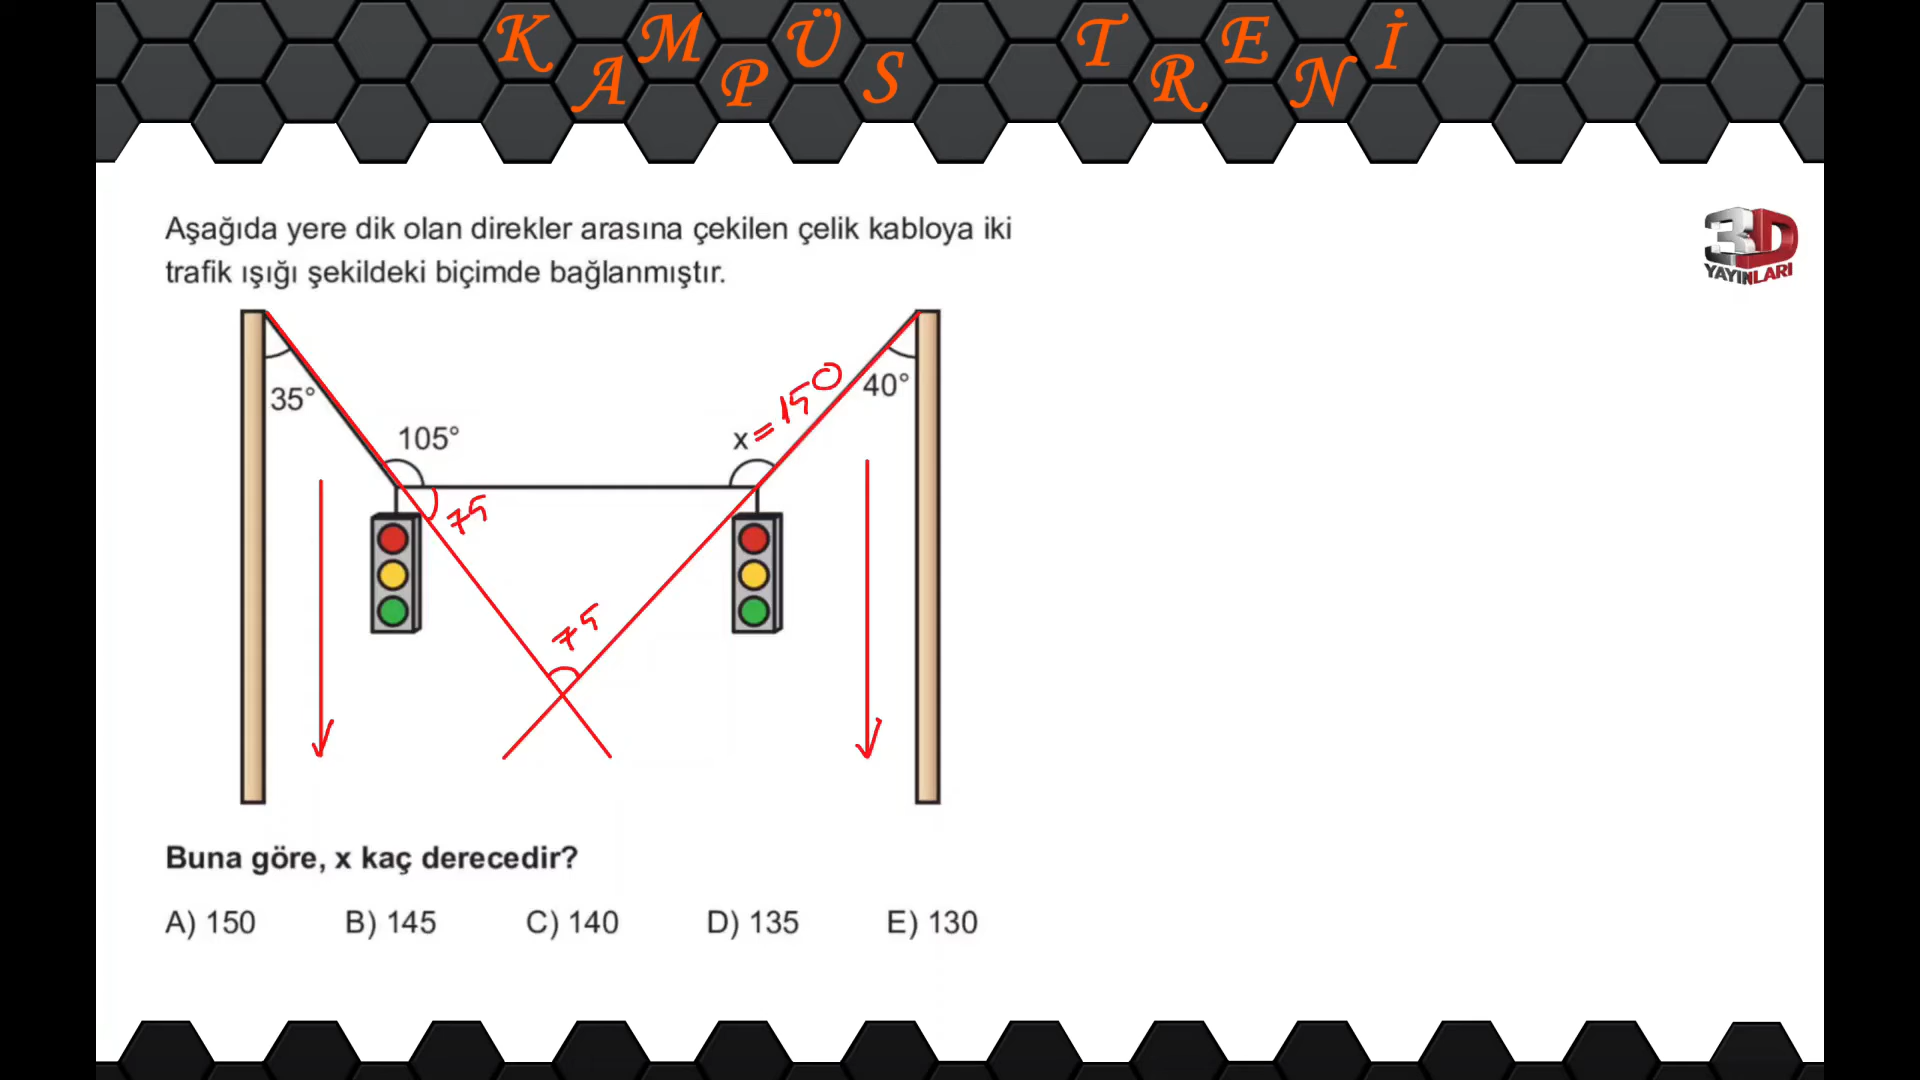 KAMPÜS TRENİ
Aşağıda yere dik olan direkler arasına çekilen çelik kabloya iki
trafik ışığı şekildeki biçimde bağlanmıştır.
3D
YAYINLARI
35°
40°
105°
x = 150
75
75
Buna göre, x kaç derecedir?
A) 150 B) 145 C) 140 D) 135 E) 130